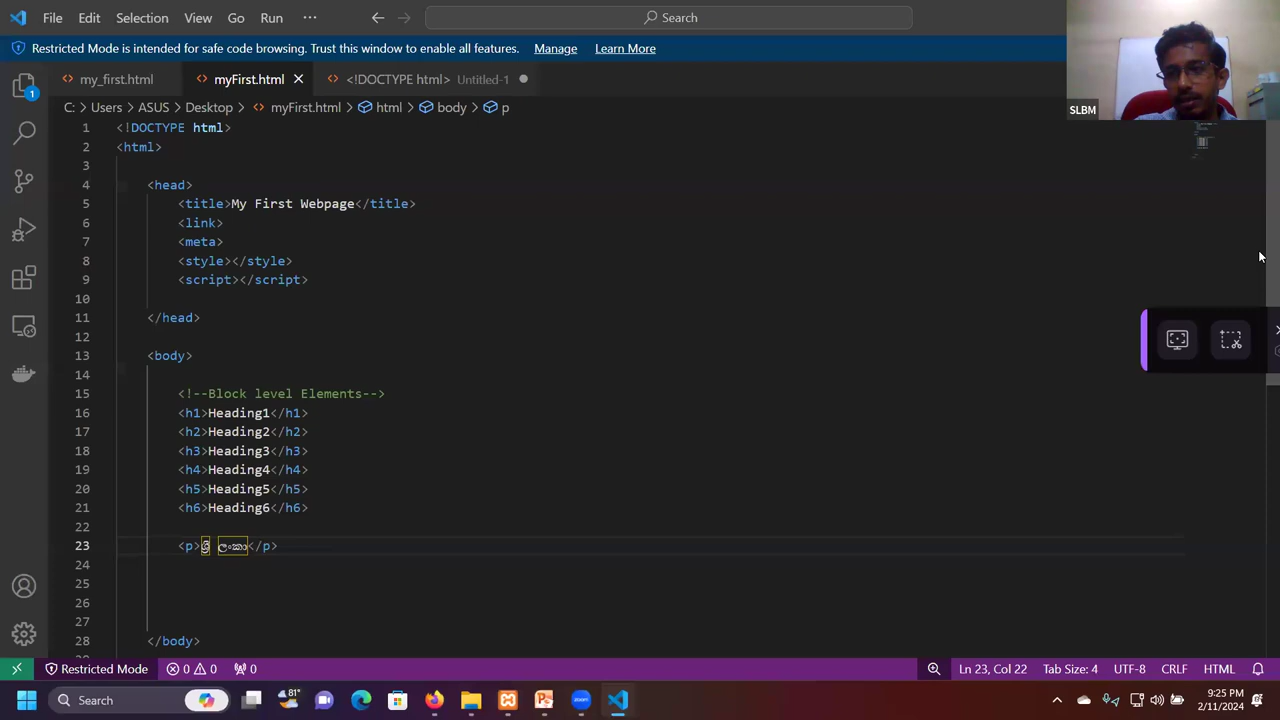 File Edit Selection View Go Run ··· Search
Restricted Mode is intended for safe code browsing. Trust this window to enable all features. Manage Learn More
my_first.html myFirst.html <!DOCTYPE html> Untitled-1
C: > Users > ASUS > Desktop > myFirst.html > html > body > p
SLBM
1
1 <!DOCTYPE html>
2 <html>
3
4 <head>
5 <title>My First Webpage</title>
6 <link>
7 <meta>
8 <style></style>
9 <script></script>
10
11 </head>
12
13 <body>
14
15 <!--Block level Elements-->
16 <h1>Heading1</h1>
17 <h2>Heading2</h2>
18 <h3>Heading3</h3>
19 <h4>Heading4</h4>
20 <h5>Heading5</h5>
21 <h6>Heading6</h6>
22
23 <p>ශ්‍රී ලංකා</p>
24
25
26
27
28 </body>
Restricted Mode 0 0 0 Ln 23, Col 22 Tab Size: 4 UTF-8 CRLF HTML
Search 81° 9:25 PM
2/11/2024